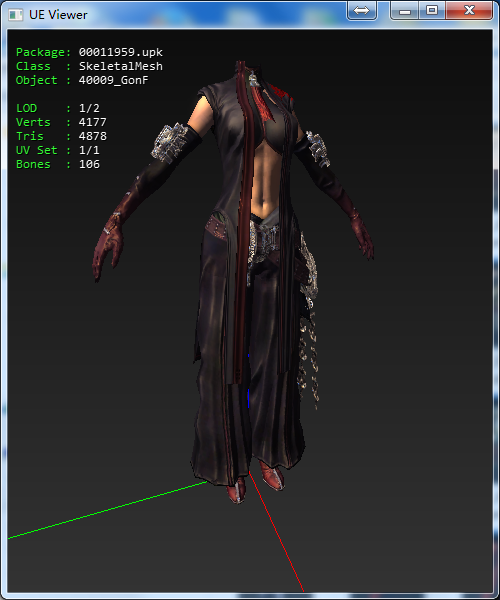 UE Viewer
Package: 00011959.upk
Class : SkeletalMesh
Object : 40009_GonF
LOD : 1/2
Verts : 4177
Tris : 4878
UV Set : 1/1
Bones : 106